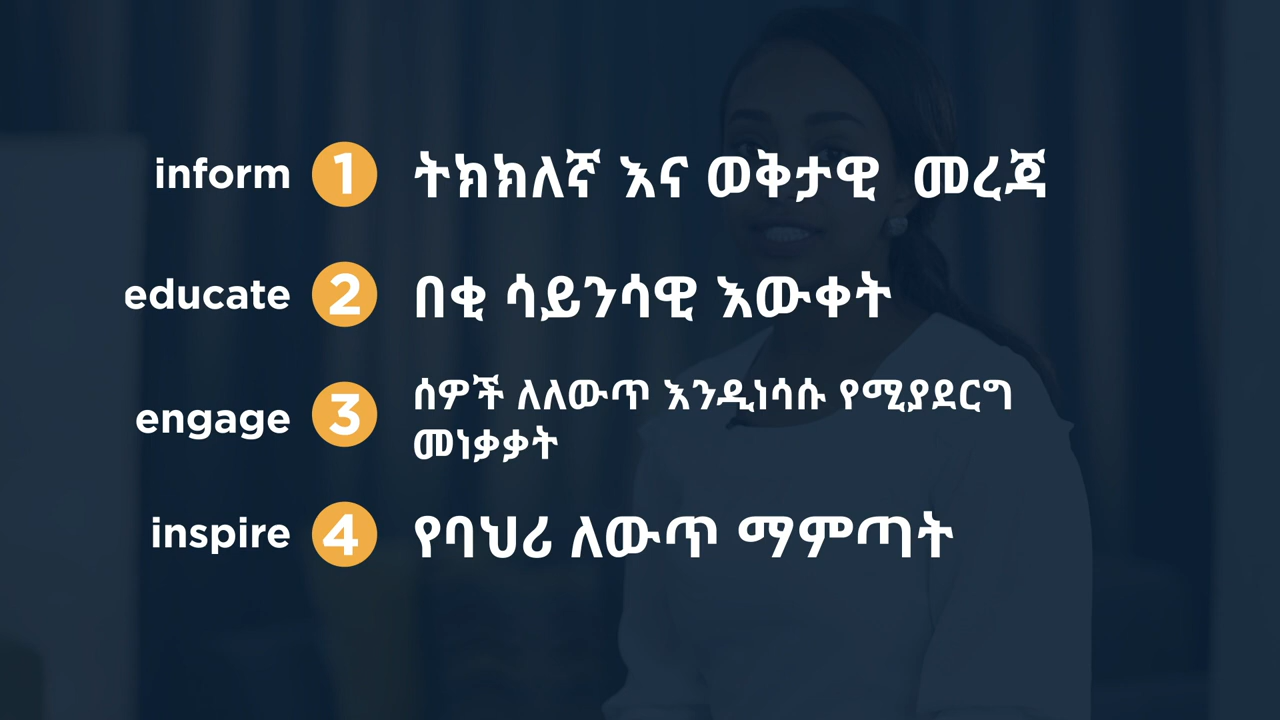 inform 1 ትክክለኛ እና ወቅታዊ መረጃ
educate 2 በቂ ሳይንሳዊ እውቀት
engage 3 ሰዎች ለለውጥ እንዲነሳሱ የሚያደርግ
መነቃቃት
inspire 4 የባህሪ ለውጥ ማምጣት